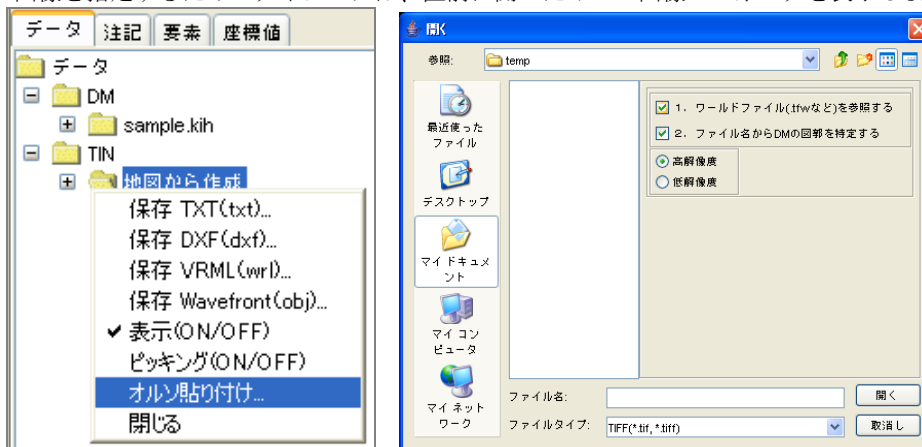 データ 注記 要素 座標値
データ
DM
sample.kih
TIN
地図から作成
保存 TXT(txt)...
保存 DXF(dxf)...
保存 VRML(wrl)...
保存 Wavefront(obj)...
表示(ON/OFF)
ピッキング(ON/OFF)
オルソ貼り付け...
閉じる
開く
参照: temp
最近使った
ファイル
デスクトップ
マイ ドキュメ
ント
マイ コン
ピュータ
マイ ネット
ワーク
1. ワールドファイル(.tfwなど)を参照する
2. ファイル名からDMの図郭を特定する
高解像度
低解像度
ファイル名: 開く
ファイルタイプ: TIFF(*.tif, *.tiff) 取消し